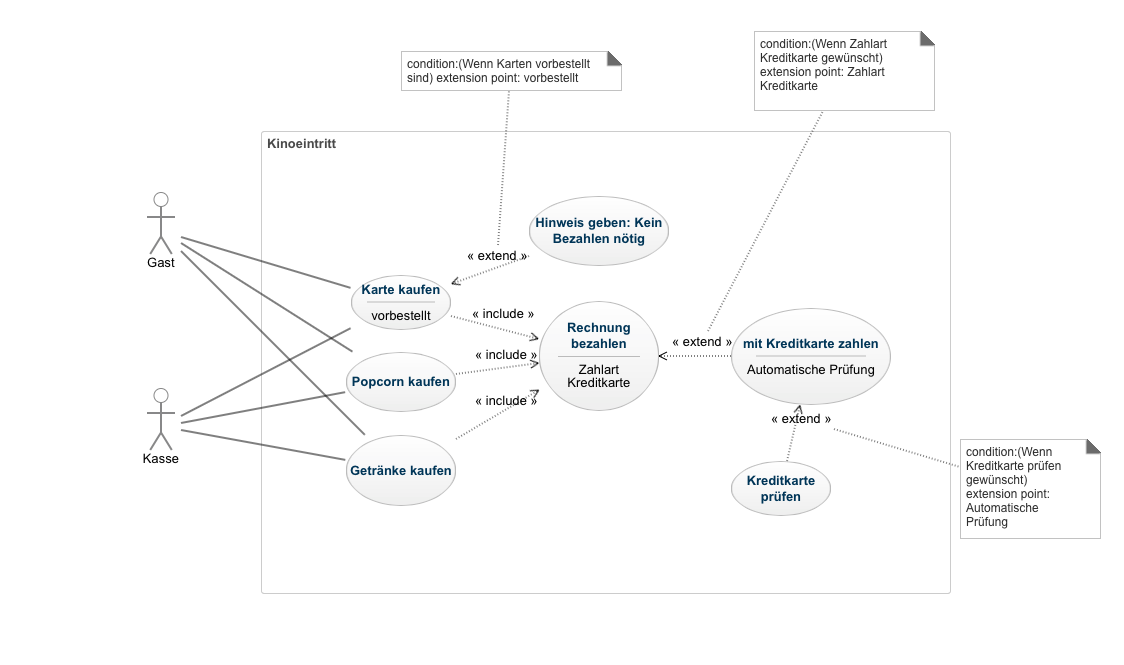 condition:(Wenn Zahlart
Kreditkarte gewünscht)
extension point: Zahlart
Kreditkarte
condition:(Wenn Karten vorbestellt
sind) extension point: vorbestellt
Kinoeintritt
Gast
Hinweis geben: Kein
Bezahlen nötig
« extend »
Karte kaufen
vorbestellt
« include »
Rechnung
bezahlen
Zahlart
Kreditkarte
« extend »
mit Kreditkarte zahlen
Automatische Prüfung
« include »
Popcorn kaufen
« include »
« extend »
Kasse
Getränke kaufen
Kreditkarte
prüfen
condition:(Wenn
Kreditkarte prüfen
gewünscht)
extension point:
Automatische
Prüfung